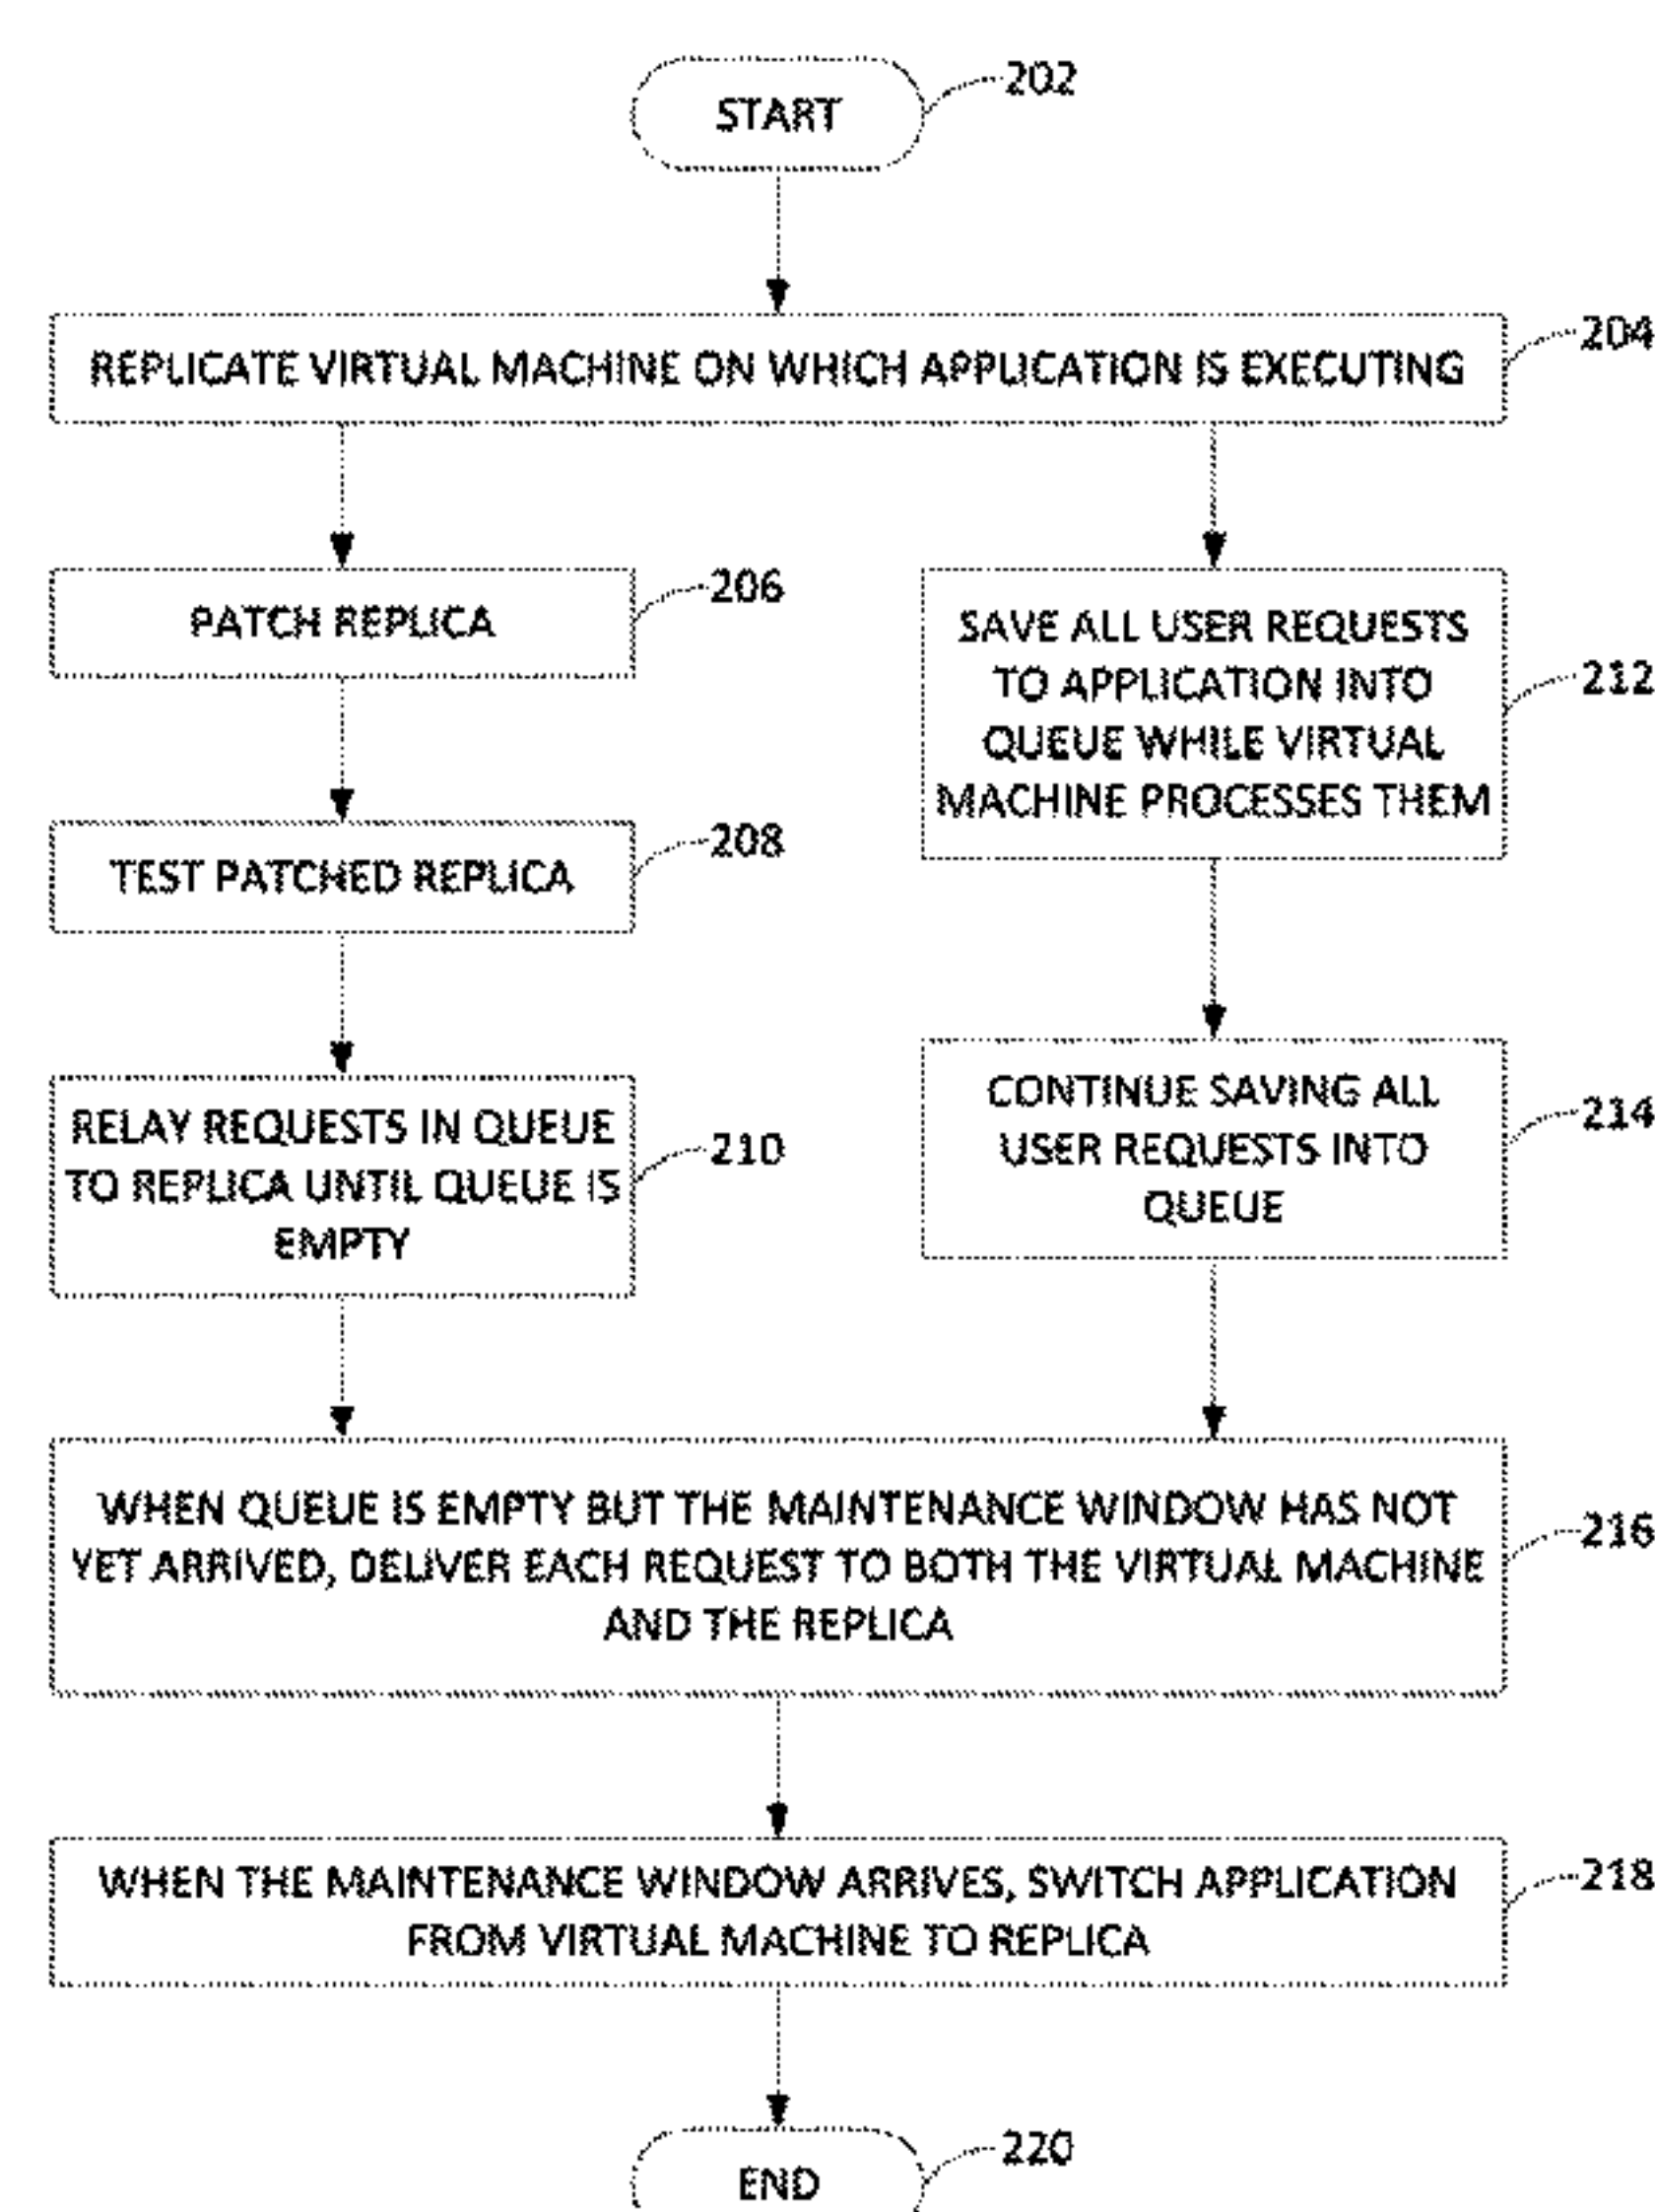 START
202
REPLICATE VIRTUAL MACHINE ON WHICH APPLICATION IS EXECUTING
204
PATCH REPLICA
206
TEST PATCHED REPLICA
208
RELAY REQUESTS IN QUEUE
TO REPLICA UNTIL QUEUE IS
EMPTY
210
SAVE ALL USER REQUESTS
TO APPLICATION INTO
QUEUE WHILE VIRTUAL
MACHINE PROCESSES THEM
212
CONTINUE SAVING ALL
USER REQUESTS INTO
QUEUE
214
WHEN QUEUE IS EMPTY BUT THE MAINTENANCE WINDOW HAS NOT
YET ARRIVED, DELIVER EACH REQUEST TO BOTH THE VIRTUAL MACHINE
AND THE REPLICA
216
WHEN THE MAINTENANCE WINDOW ARRIVES, SWITCH APPLICATION
FROM VIRTUAL MACHINE TO REPLICA
218
END
220